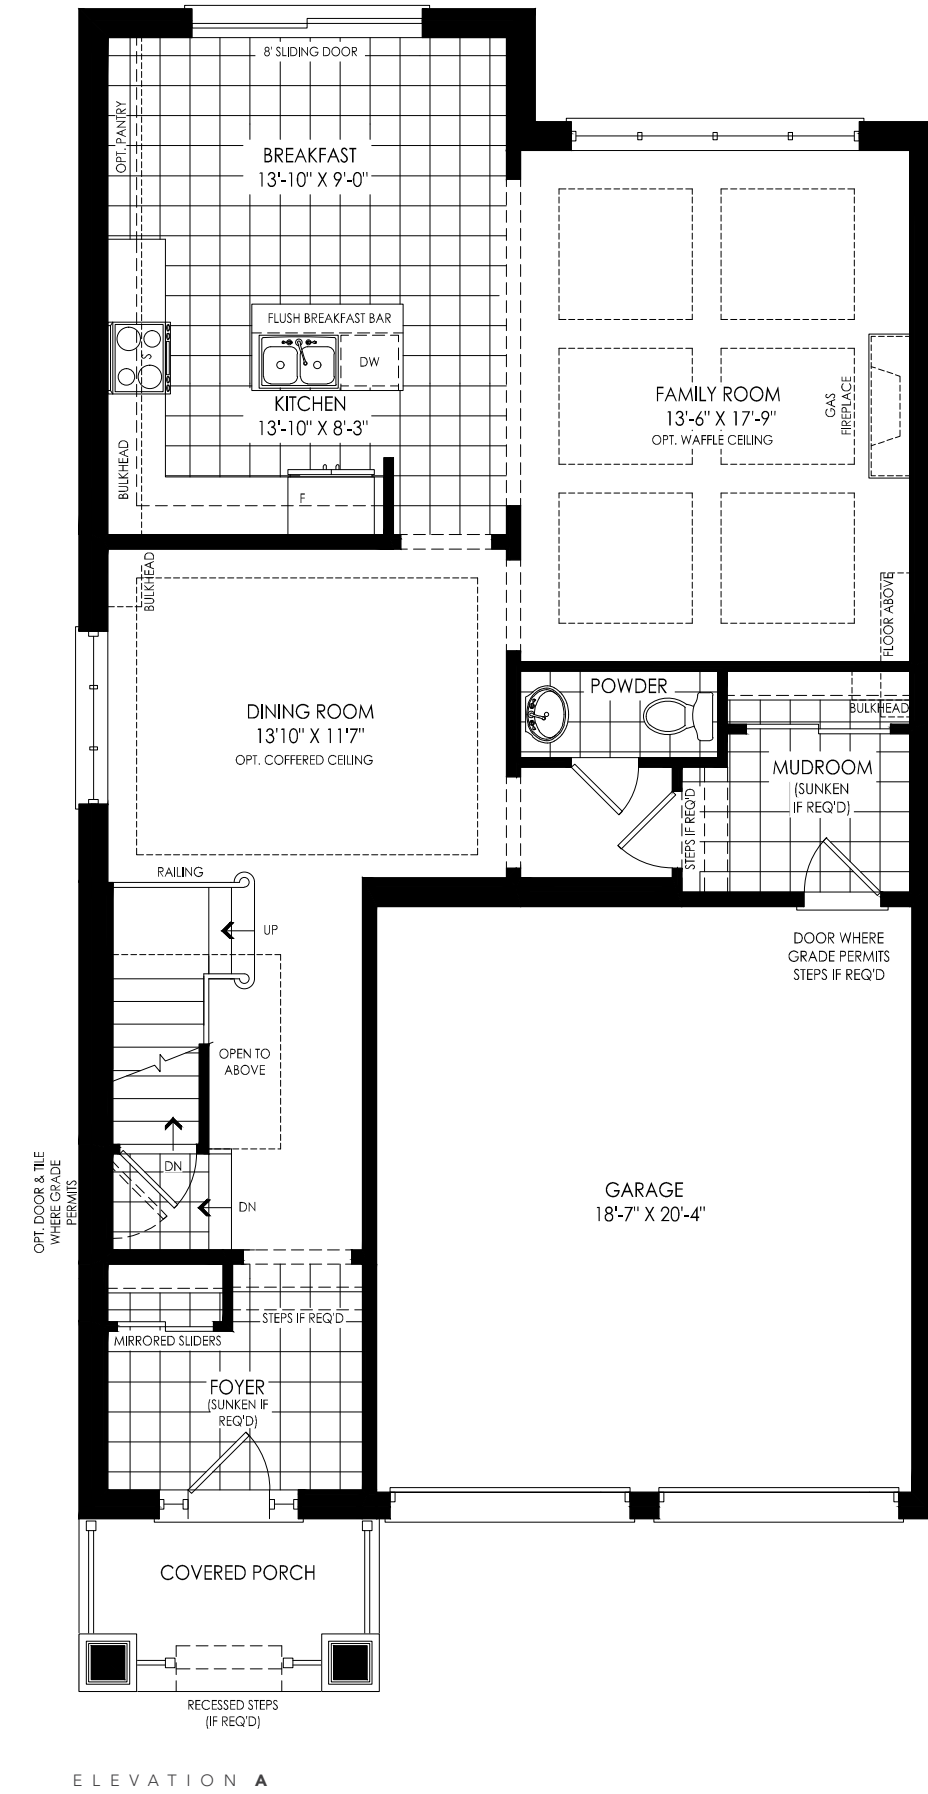 8' SLIDING DOOR
OPT. PANTRY
BREAKFAST
13'-10" X 9'-0"
FLUSH BREAKFAST BAR
S
DW
KITCHEN
13'-10" X 8'-3"
BULKHEAD
F
FAMILY ROOM
13'-6" X 17'-9"
OPT. WAFFLE CEILING
GAS
FIREPLACE
BULKHEAD
FLOOR ABOVE
DINING ROOM
13'10" X 11'7"
OPT. COFFERED CEILING
POWDER
BULKHEAD
MUDROOM
(SUNKEN
IF REQ'D)
STEPS IF REQ'D
RAILING
UP
DOOR WHERE
GRADE PERMITS
STEPS IF REQ'D
OPEN TO
ABOVE
DN
DN
OPT. DOOR & TILE
WHERE GRADE
PERMITS
GARAGE
18'-7" X 20'-4"
STEPS IF REQ'D
MIRRORED SLIDERS
FOYER
(SUNKEN IF
REQ'D)
COVERED PORCH
RECESSED STEPS
(IF REQ'D)
ELEVATION A